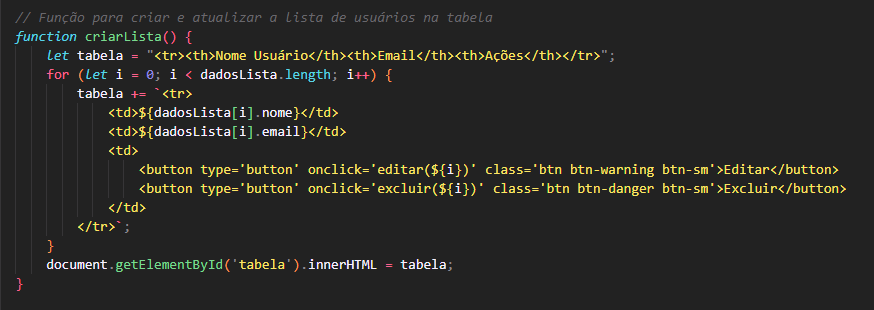 // Função para criar e atualizar a lista de usuários na tabela
function criarLista() {
let tabela = "<tr><th>Nome Usuário</th><th>Email</th><th>Ações</th></tr>";
for (let i = 0; i < dadosLista.length; i++) {
tabela += `<tr>
<td>${dadosLista[i].nome}</td>
<td>${dadosLista[i].email}</td>
<td>
<button type='button' onclick='editar(${i})' class='btn btn-warning btn-sm'>Editar</button>
<button type='button' onclick='excluir(${i})' class='btn btn-danger btn-sm'>Excluir</button>
</td>
</tr>`;
}
document.getElementById('tabela').innerHTML = tabela;
}